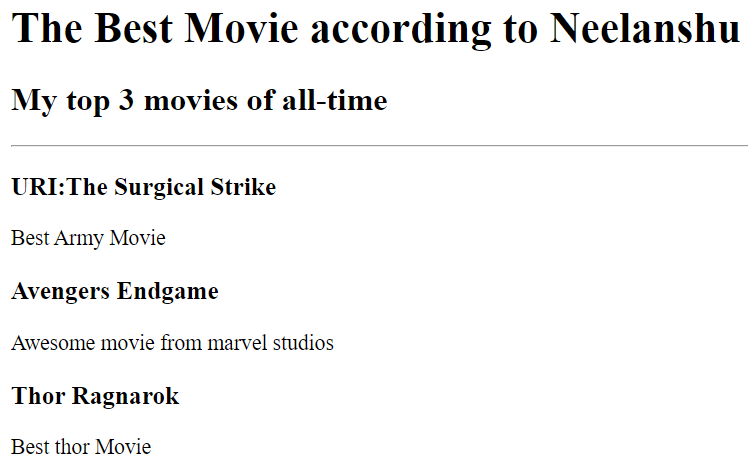 The Best Movie according to Neelanshu
My top 3 movies of all-time
URI:The Surgical Strike
Best Army Movie
Avengers Endgame
Awesome movie from marvel studios
Thor Ragnarok
Best thor Movie